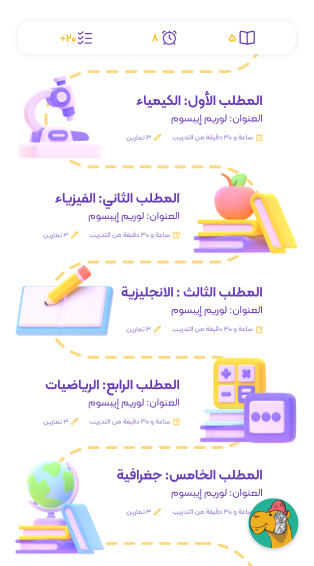 ٥ ٨ +٢٠
المطلب الأول: الكيمياء
العنوان: لوريم إيبسوم
ساعة و ٣٠ دقيقة من التدريب ٣ تمارين
المطلب الثاني: الفيزياء
العنوان: لوريم إيبسوم
ساعة و ٣٠ دقيقة من التدريب ٣ تمارين
المطلب الثالث : الانجليزية
العنوان: لوريم إيبسوم
ساعة و ٣٠ دقيقة من التدريب ٣ تمارين
المطلب الرابع: الرياضيات
العنوان: لوريم إيبسوم
ساعة و ٣٠ دقيقة من التدريب ٣ تمارين
المطلب الخامس: جغرافية
العنوان: لوريم إيبسوم
و ٣٠ دقيقة من التدريب ٣ تمارين